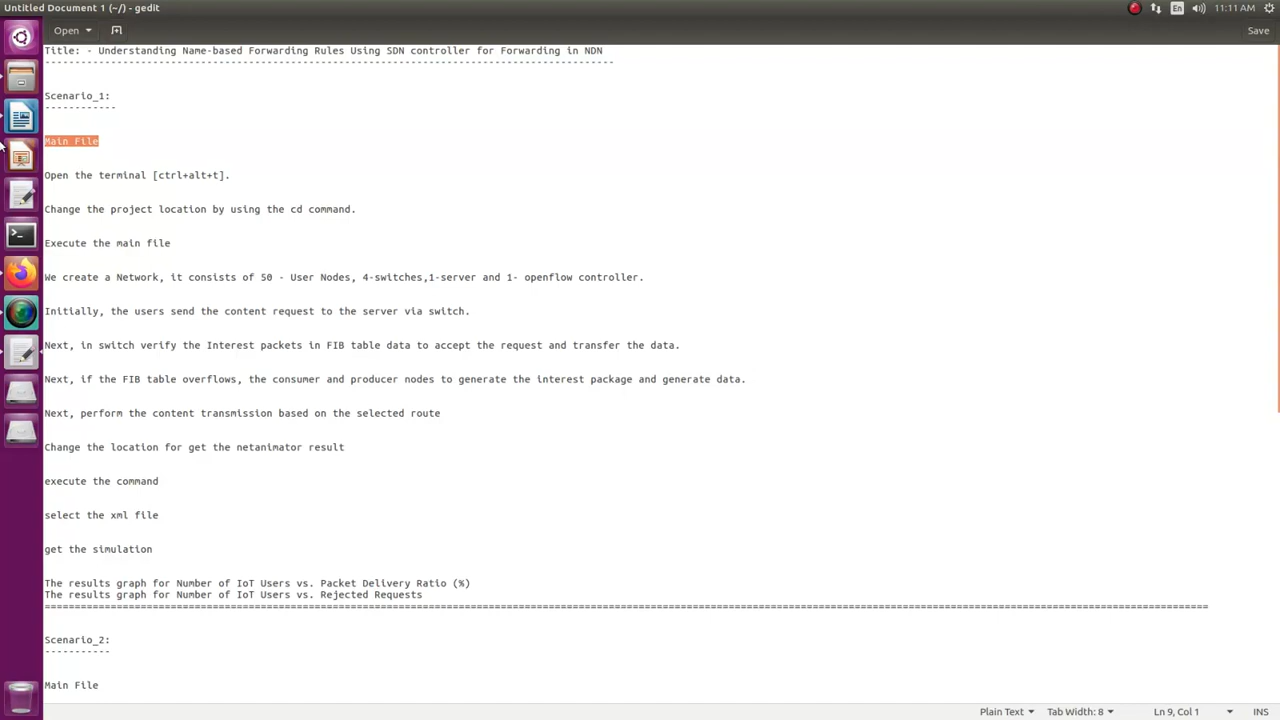 Untitled Document 1 (~/) - gedit
En
11:11 AM
Open
Save
Title: - Understanding Name-based Forwarding Rules Using SDN controller for Forwarding in NDN
-----------------------------------------------------------------------------------------------
Scenario_1:
------------
Main File
Open the terminal [ctrl+alt+t].
Change the project location by using the cd command.
Execute the main file
We create a Network, it consists of 50 - User Nodes, 4-switches,1-server and 1- openflow controller.
Initially, the users send the content request to the server via switch.
Next, in switch verify the Interest packets in FIB table data to accept the request and transfer the data.
Next, if the FIB table overflows, the consumer and producer nodes to generate the interest package and generate data.
Next, perform the content transmission based on the selected route
Change the location for get the netanimator result
execute the command
select the xml file
get the simulation
The results graph for Number of IoT Users vs. Packet Delivery Ratio (%)
The results graph for Number of IoT Users vs. Rejected Requests
==================================================================================================================================================================================================
Scenario_2:
-----------
Main File
Plain Text
Tab Width: 8
Ln 9, Col 1
INS